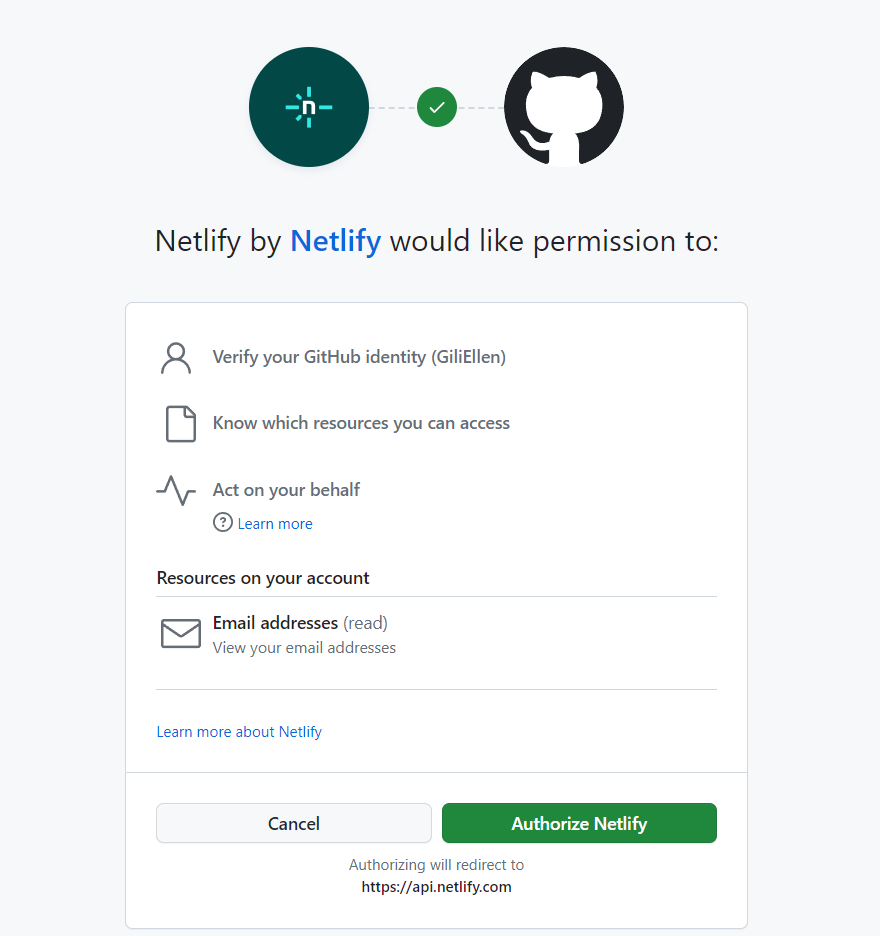 n
Netlify by Netlify would like permission to:
Verify your GitHub identity (GiliEllen)
Know which resources you can access
Act on your behalf
? Learn more
Resources on your account
Email addresses (read)
View your email addresses
Learn more about Netlify
Cancel
Authorize Netlify
Authorizing will redirect to
https://api.netlify.com